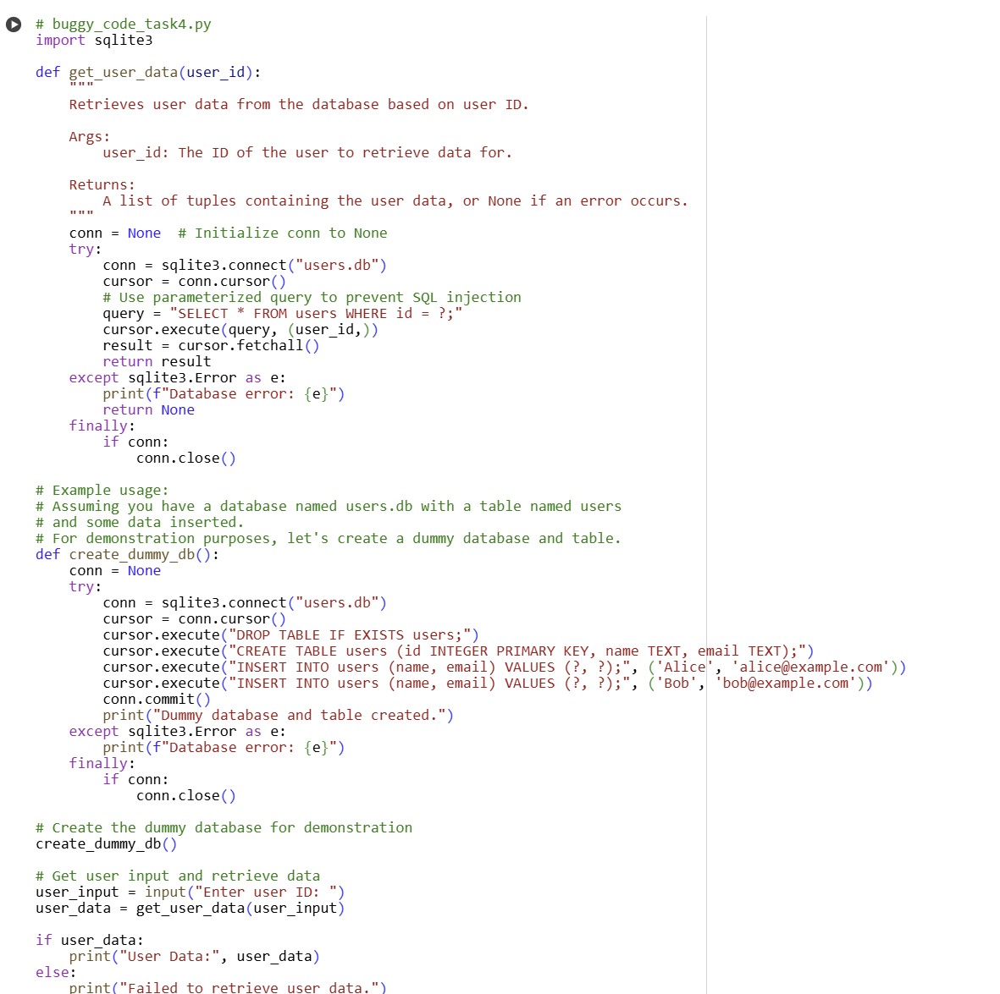 # buggy_code_task4.py
import sqlite3

def get_user_data(user_id):
    """
    Retrieves user data from the database based on user ID.

    Args:
        user_id: The ID of the user to retrieve data for.

    Returns:
        A list of tuples containing the user data, or None if an error occurs.
    """
    conn = None  # Initialize conn to None
    try:
        conn = sqlite3.connect("users.db")
        cursor = conn.cursor()
        # Use parameterized query to prevent SQL injection
        query = "SELECT * FROM users WHERE id = ?;"
        cursor.execute(query, (user_id,))
        result = cursor.fetchall()
        return result
    except sqlite3.Error as e:
        print(f"Database error: {e}")
        return None
    finally:
        if conn:
            conn.close()

# Example usage:
# Assuming you have a database named users.db with a table named users
# and some data inserted.
# For demonstration purposes, let's create a dummy database and table.
def create_dummy_db():
    conn = None
    try:
        conn = sqlite3.connect("users.db")
        cursor = conn.cursor()
        cursor.execute("DROP TABLE IF EXISTS users;")
        cursor.execute("CREATE TABLE users (id INTEGER PRIMARY KEY, name TEXT, email TEXT);")
        cursor.execute("INSERT INTO users (name, email) VALUES (?, ?);", ('Alice', 'alice@example.com'))
        cursor.execute("INSERT INTO users (name, email) VALUES (?, ?);", ('Bob', 'bob@example.com'))
        conn.commit()
        print("Dummy database and table created.")
    except sqlite3.Error as e:
        print(f"Database error: {e}")
    finally:
        if conn:
            conn.close()

# Create the dummy database for demonstration
create_dummy_db()

# Get user input and retrieve data
user_input = input("Enter user ID: ")
user_data = get_user_data(user_input)

if user_data:
    print("User Data:", user_data)
else:
    print("Failed to retrieve user data.")